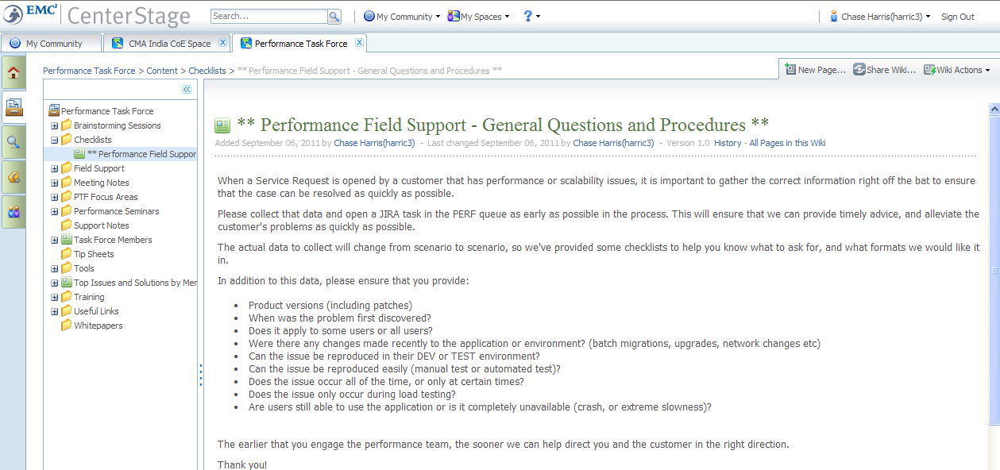 EMC² CenterStage Search... My Community My Spaces ? Chase Harris(harric3) Sign Out
My Community CMA India CoE Space X Performance Task Force X
Performance Task Force > Content > Checklists > ** Performance Field Support - General Questions and Procedures **
New Page... Share Wiki... Wiki Actions
Performance Task Force
Brainstorming Sessions
Checklists
** Performance Field Suppor
Field Support
Meeting Notes
PTF Focus Areas
Performance Seminars
Support Notes
Task Force Members
Tip Sheets
Tools
Top Issues and Solutions by Mer
Training
Useful Links
Whitepapers
** Performance Field Support - General Questions and Procedures **
Added September 06, 2011 by Chase Harris(harric3) - Last changed September 06, 2011 by Chase Harris(harric3) - Version 1.0 History - All Pages in this Wiki
When a Service Request is opened by a customer that has performance or scalability issues, it is important to gather the correct information right off the bat to ensure
that the case can be resolved as quickly as possible.
Please collect that data and open a JIRA task in the PERF queue as early as possible in the process. This will ensure that we can provide timely advice, and alleviate the
customer's problems as quickly as possible.
The actual data to collect will change from scenario to scenario, so we've provided some checklists to help you know what to ask for, and what formats we would like it
in.
In addition to this data, please ensure that you provide:
• Product versions (including patches)
• When was the problem first discovered?
• Does it apply to some users or all users?
• Were there any changes made recently to the application or environment? (batch migrations, upgrades, network changes etc)
• Can the issue be reproduced in their DEV or TEST environment?
• Can the issue be reproduced easily (manual test or automated test)?
• Does the issue occur all of the time, or only at certain times?
• Does the issue only occur during load testing?
• Are users still able to use the application or is it completely unavailable (crash, or extreme slowness)?
The earlier that you engage the performance team, the sooner we can help direct you and the customer in the right direction.
Thank you!